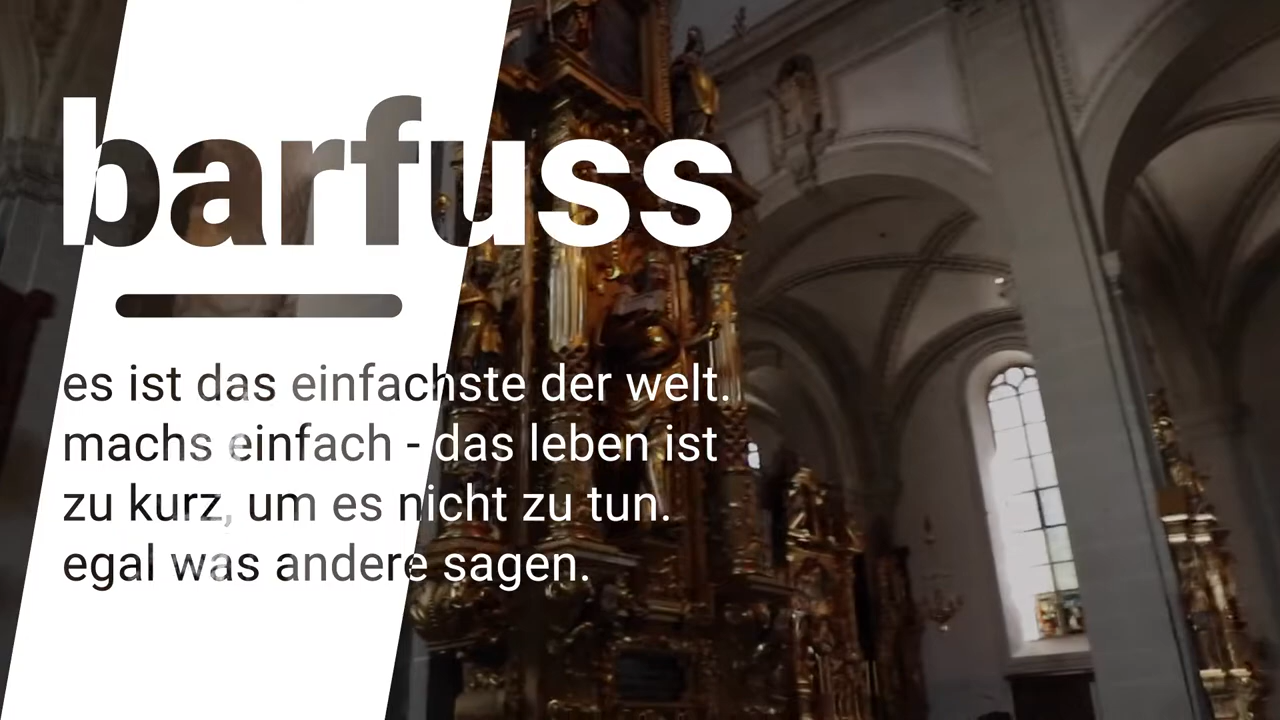 barfuss
es ist das einfachste der welt.
machs einfach - das leben ist
zu kurz, um es nicht zu tun.
egal was andere sagen.